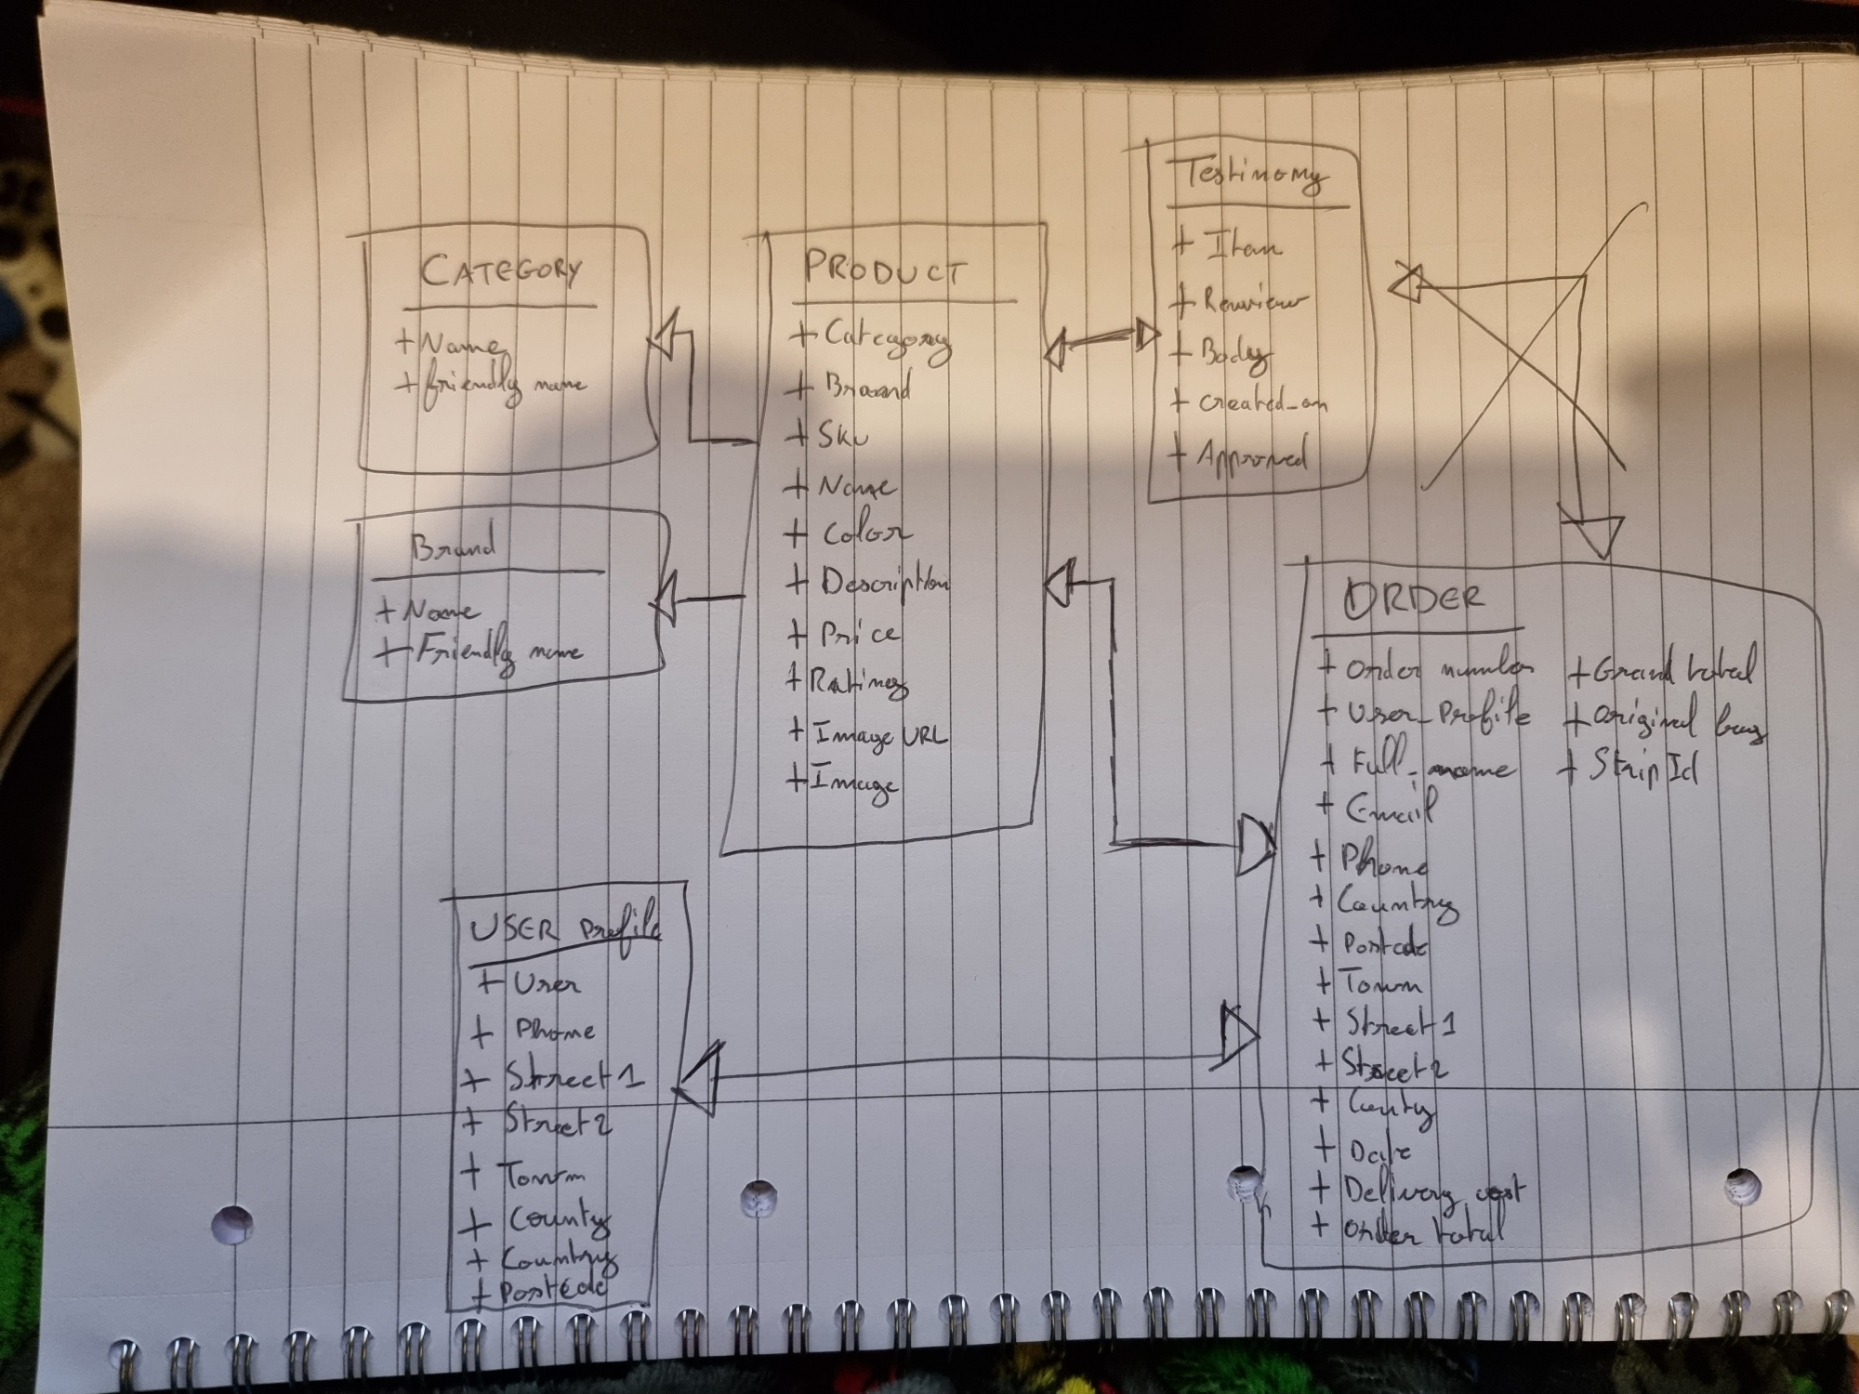 CATEGORY
+ Name
+ friendly name
Brand
+ Name
+ Friendly name
PRODUCT
+ Category
+ Braand
+ Sku
+ Name
+ Color
+ Description
+ Price
+ Rating
+ Image URL
+ Image
Testimony
+ Item
+ Rewview
+ Body
+ created_on
+ Approved
ORDER
+ Order number
+ User_Profile
+ Full_name
+ Email
+ Phone
+ Country
+ Postcode
+ Town
+ Street 1
+ Street 2
+ County
+ Date
+ Delivery cost
+ Order total
+ Grand total
+ Original bag
+ Strip Id
USER Profile
+ User
+ Phone
+ Street 1
+ Street 2
+ Town
+ County
+ Country
+ Postcode